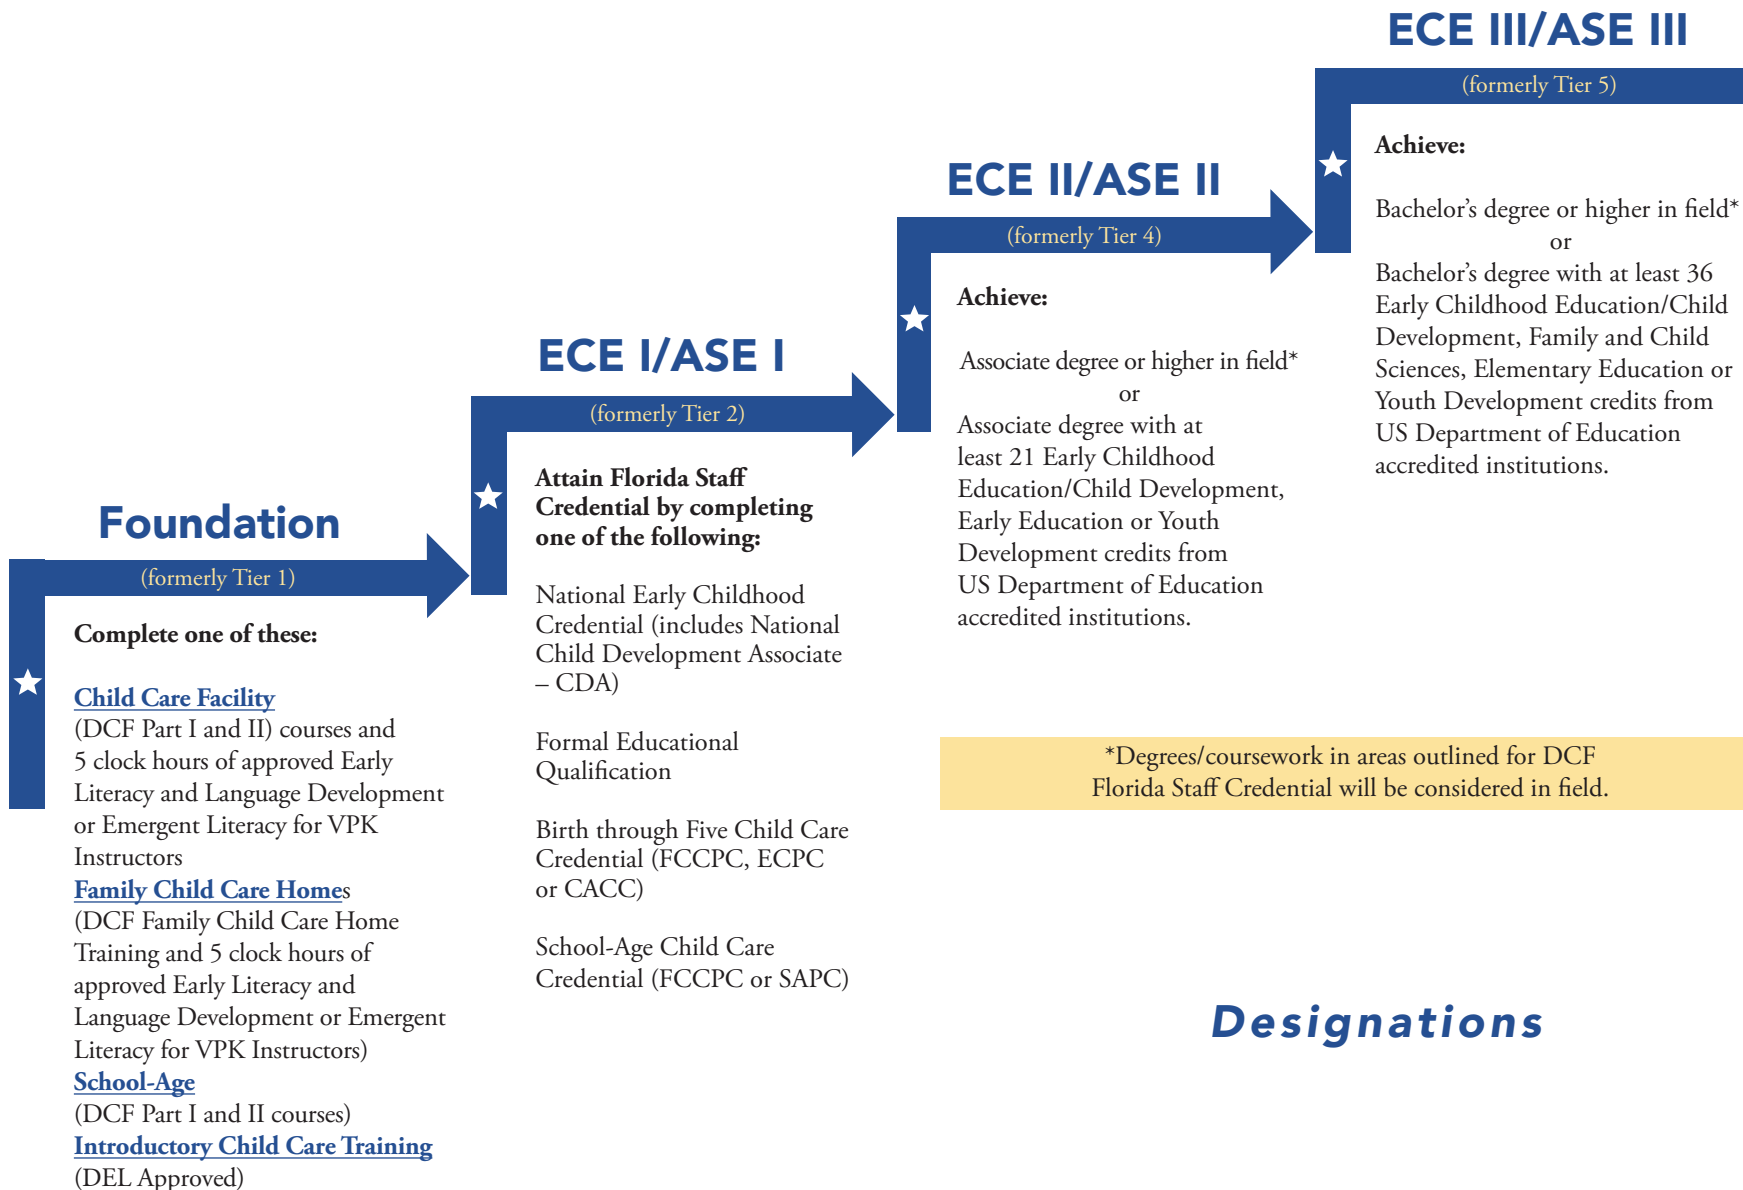 Foundation
(formerly Tier 1)
Complete one of these:
Child Care Facility
(DCF Part I and II) courses and
5 clock hours of approved Early
Literacy and Language Development
or Emergent Literacy for VPK
Instructors
Family Child Care Homes
(DCF Family Child Care Home
Training and 5 clock hours of
approved Early Literacy and
Language Development or Emergent
Literacy for VPK Instructors)
School-Age
(DCF Part I and II courses)
Introductory Child Care Training
(DEL Approved)
ECE I/ASE I
(formerly Tier 2)
Attain Florida Staff
Credential by completing
one of the following:
National Early Childhood
Credential (includes National
Child Development Associate
– CDA)
Formal Educational
Qualification
Birth through Five Child Care
Credential (FCCPC, ECPC
or CACC)
School-Age Child Care
Credential (FCCPC or SAPC)
ECE II/ASE II
(formerly Tier 4)
Achieve:
Associate degree or higher in field*
or
Associate degree with at
least 21 Early Childhood
Education/Child Development,
Early Education or Youth
Development credits from
US Department of Education
accredited institutions.
ECE III/ASE III
(formerly Tier 5)
Achieve:
Bachelor's degree or higher in field*
or
Bachelor's degree with at least 36
Early Childhood Education/Child
Development, Family and Child
Sciences, Elementary Education or
Youth Development credits from
US Department of Education
accredited institutions.
*Degrees/coursework in areas outlined for DCF
Florida Staff Credential will be considered in field.
Designations